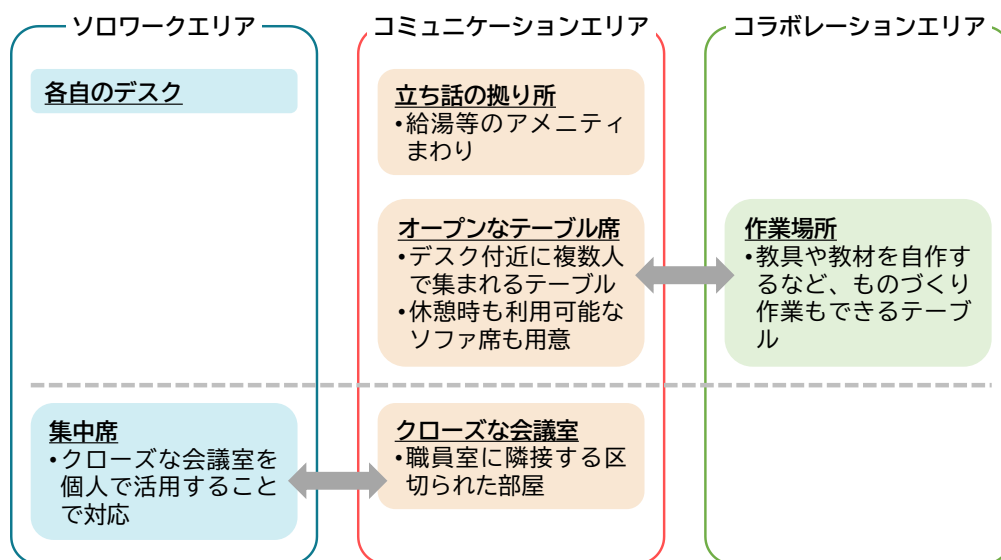 ソロワークエリア
各自のデスク
集中席
•クローズな会議室を
個人で活用すること
で対応
コミュニケーションエリア
立ち話の拠り所
•給湯等のアメニティ
まわり
オープンなテーブル席
•デスク付近に複数人
で集まれるテーブル
•休憩時も利用可能な
ソファ席も用意
クローズな会議室
•職員室に隣接する区
切られた部屋
コラボレーションエリア
作業場所
•教具や教材を自作す
るなど、ものづくり
作業もできるテーブ
ル